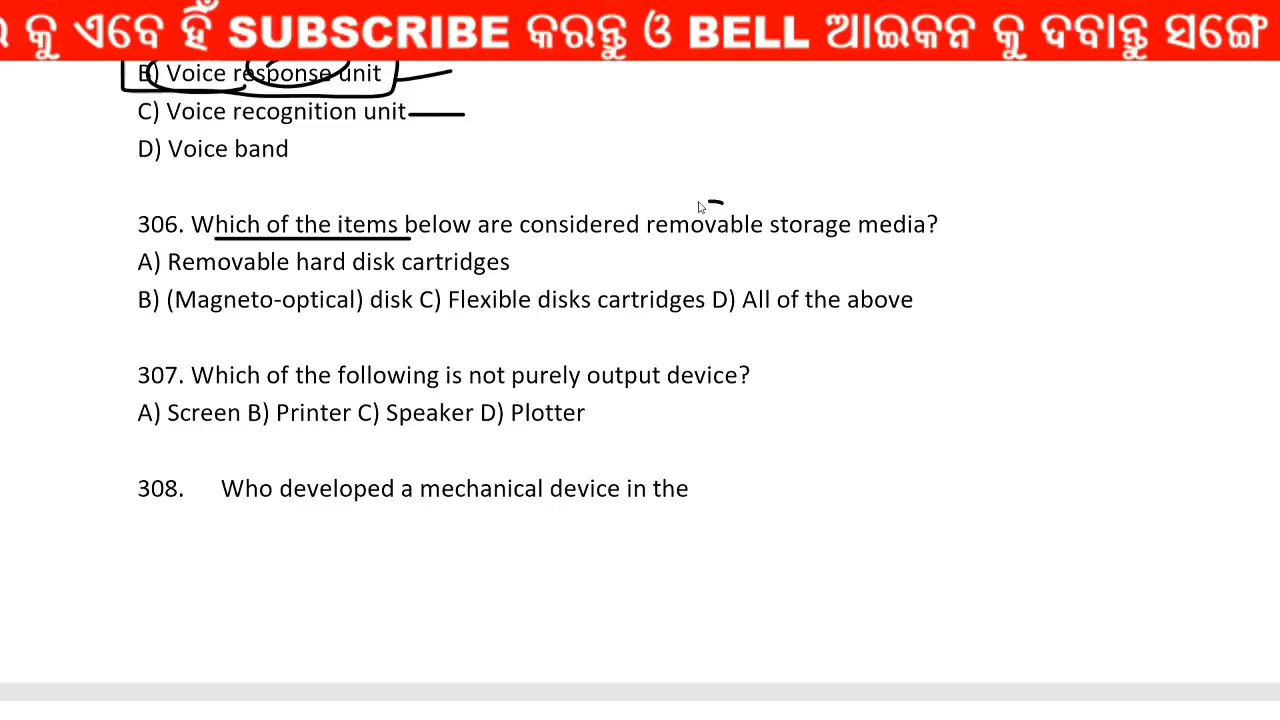 କୁ ଏବେ ହିଁ SUBSCRIBE କରନ୍ତୁ ଓ BELL ଆଇକନ କୁ ଦବାନ୍ତୁ ସଙ୍ଗେ
B) Voice response unit
C) Voice recognition unit
D) Voice band
306. Which of the items below are considered removable storage media?
A) Removable hard disk cartridges
B) (Magneto-optical) disk C) Flexible disks cartridges D) All of the above
307. Which of the following is not purely output device?
A) Screen B) Printer C) Speaker D) Plotter
308. Who developed a mechanical device in the